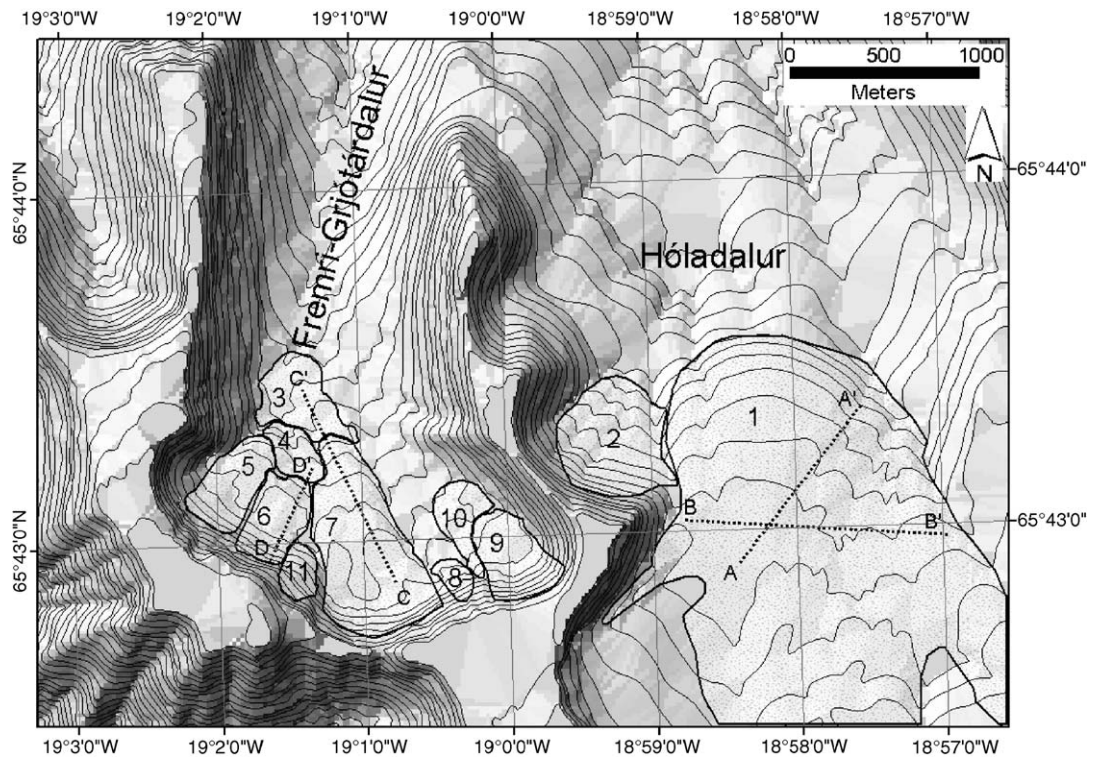 19°3'0"W 19°2'0"W 19°1'0"W 19°0'0"W 18°59'0"W 18°58'0"W 18°57'0"W
0 500 1000
Meters
N
65°44'0"N
65°44'0"N
Fremri-Grjótárdalur
Hóladalur
C'
3
A'
1
4
2
5
D'
6
7
10
B
B'
65°43'0"N
65°43'0"N
9
D
11
8
A
C
19°3'0"W 19°2'0"W 19°1'0"W 19°0'0"W 18°59'0"W 18°58'0"W 18°57'0"W